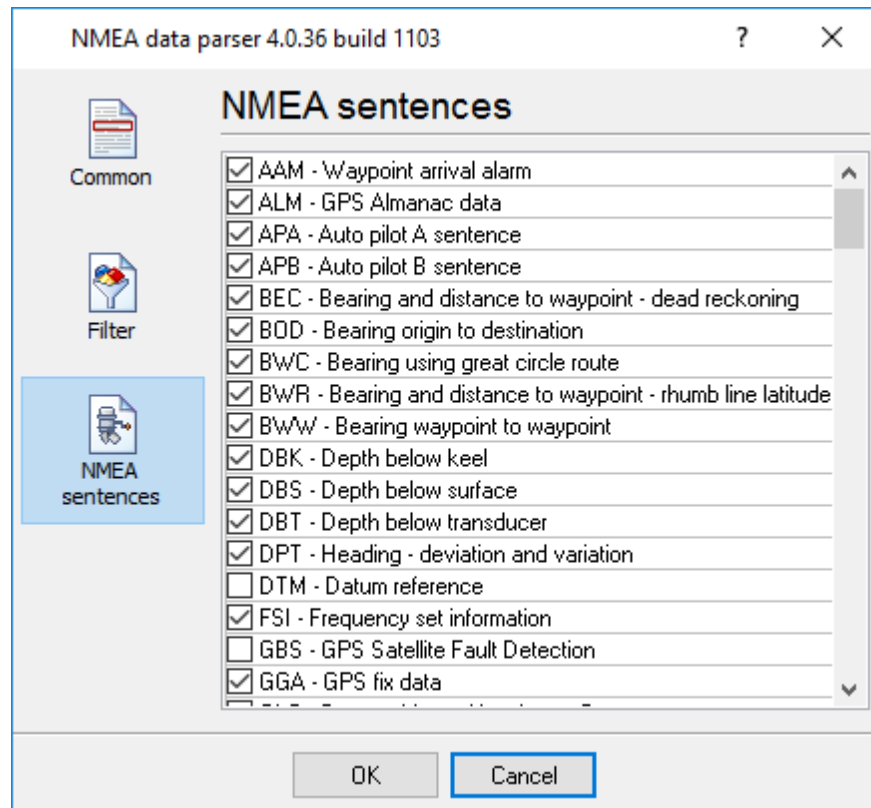 NMEA data parser 4.0.36 build 1103
?
NMEA sentences
Common
Filter
NMEA
sentences
AAM - Waypoint arrival alarm
ALM - GPS Almanac data
APA - Auto pilot A sentence
APB - Auto pilot B sentence
BEC - Bearing and distance to waypoint - dead reckoning
BOD - Bearing origin to destination
BWC - Bearing using great circle route
BWR - Bearing and distance to waypoint - rhumb line latitude
BWW - Bearing waypoint to waypoint
DBK - Depth below keel
DBS - Depth below surface
DBT - Depth below transducer
DPT - Heading - deviation and variation
DTM - Datum reference
FSI - Frequency set information
GBS - GPS Satellite Fault Detection
GGA - GPS fix data
OK
Cancel